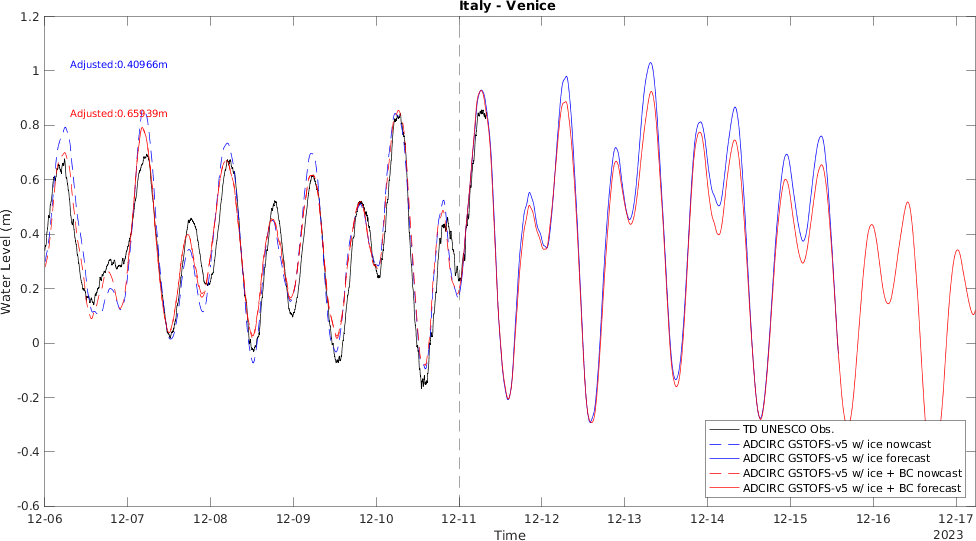 Italy - Venice
1.2
1
0.8
0.6
0.4
0.2
0
-0.2
-0.4
-0.6
Water Level (m)
Adjusted:0.40966m
Adjusted:0.65939m
TD UNESCO Obs.
ADCIRC GSTOFS-v5 w/ ice nowcast
ADCIRC GSTOFS-v5 w/ ice forecast
ADCIRC GSTOFS-v5 w/ ice + BC nowcast
ADCIRC GSTOFS-v5 w/ ice + BC forecast
12-06 12-07 12-08 12-09 12-10 12-11 12-12 12-13 12-14 12-15 12-16 12-17
Time
2023